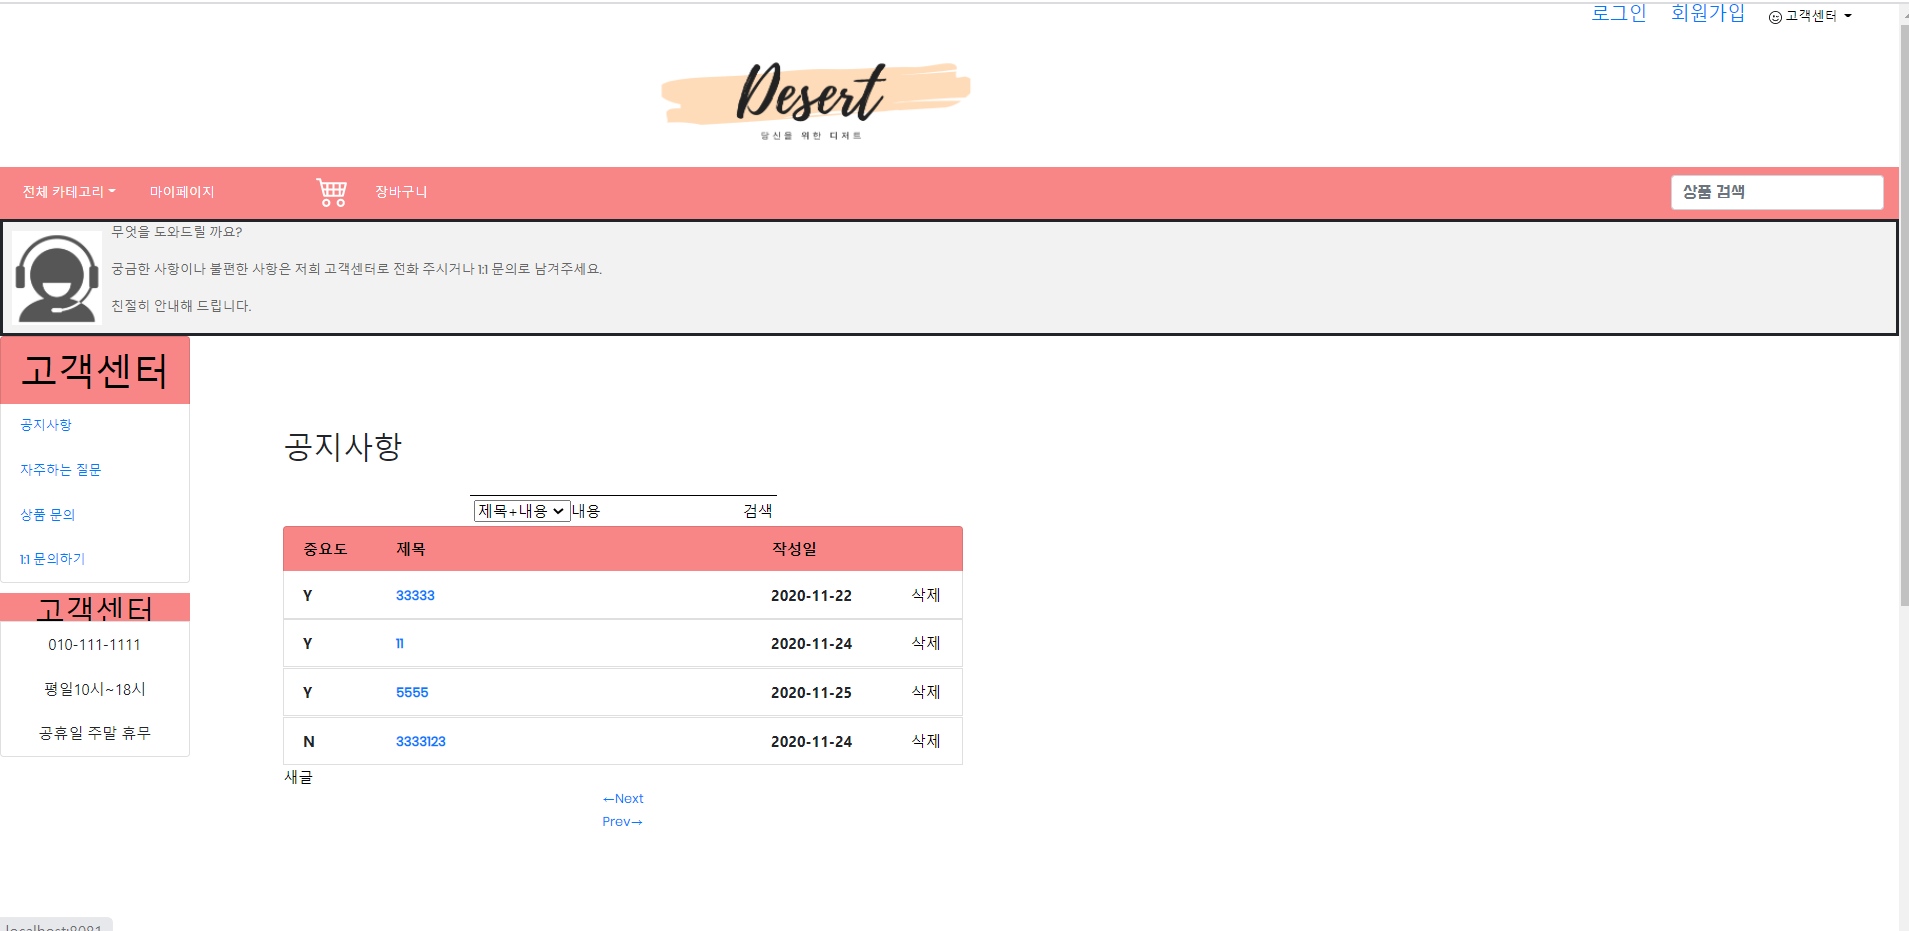 로그인 회원가입 고객센터
Desert
당신을 위한 디저트
전체 카테고리 마이페이지 장바구니 상품 검색
무엇을 도와드릴 까요?
궁금한 사항이나 불편한 사항은 저희 고객센터로 전화 주시거나 1:1 문의로 남겨주세요.
친절히 안내해 드립니다.
고객센터
공지사항
자주하는 질문
상품 문의
1:1 문의하기
고객센터
010-111-1111
평일10시~18시
공휴일 주말 휴무
공지사항
제목+내용 내용 검색
중요도 제목 작성일
Y 33333 2020-11-22 삭제
Y 11 2020-11-24 삭제
Y 5555 2020-11-25 삭제
N 3333123 2020-11-24 삭제
새글
←Next
Prev→
localhost:8081